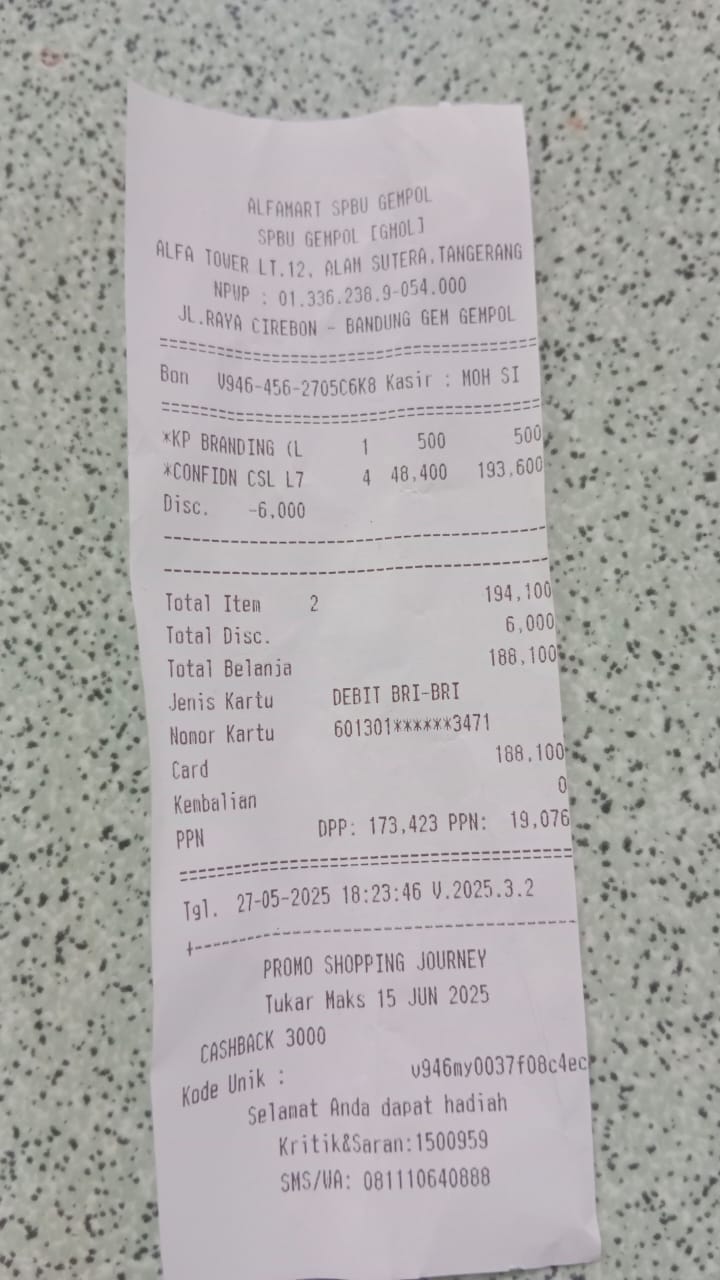 ALFAMART SPBU GEMPOL
SPBU GEMPOL [GMOL]
ALFA TOWER LT.12, ALAM SUTERA,TANGERANG
NPWP : 01.336.238.9-054.000
JL.RAYA CIREBON - BANDUNG GEM GEMPOL
Bon V946-456-2705C6K8 Kasir : MOH SI
*KP BRANDING (L 1 500 500
*CONFIDN CSL L7 4 48,400 193,600
Disc. -6,000
Total Item 2 194,100
Total Disc. 6,000
Total Belanja 188,100
Jenis Kartu DEBIT BRI-BRI
Nomor Kartu 601301******3471
Card 188,100
Kembalian 0
PPN DPP: 173,423 PPN: 19,076
Tgl. 27-05-2025 18:23:46 V.2025.3.2
PROMO SHOPPING JOURNEY
Tukar Maks 15 JUN 2025
CASHBACK 3000
Kode Unik : v946my0037f08c4ec
Selamat Anda dapat hadiah
Kritik&Saran:1500959
SMS/WA: 081110640888